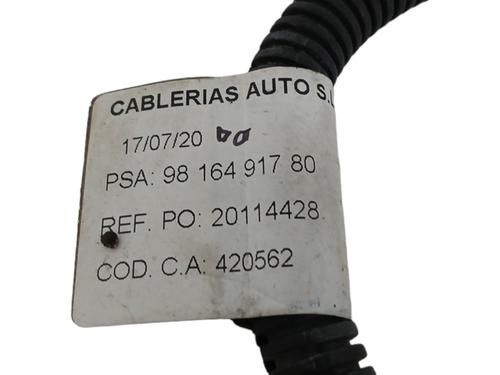 CABLERIAS AUTO S.
17/07/20
PSA: 98 164 917 80
REF. PO: 20114428
COD. C.A: 420562